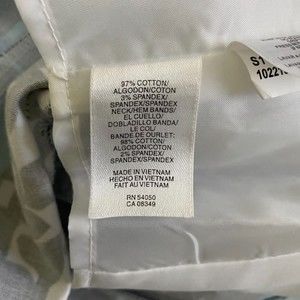 97% COTTON/
ALGODON/COTON
3% SPANDEX/
SPANDEX/SPANDEX
NECK/HEM BANDS/
EL CUELLO/
DOBLADILLO BANDA/
LE COL/
BANDE DE OURLET:
98% COTTON/
ALGODON/COTON
2% SPANDEX/
SPANDEX/SPANDEX
MADE IN VIETNAM
HECHO EN VIETNAM
FAIT AU VIETNAM
RN 54050
CA 08349
S1
10227